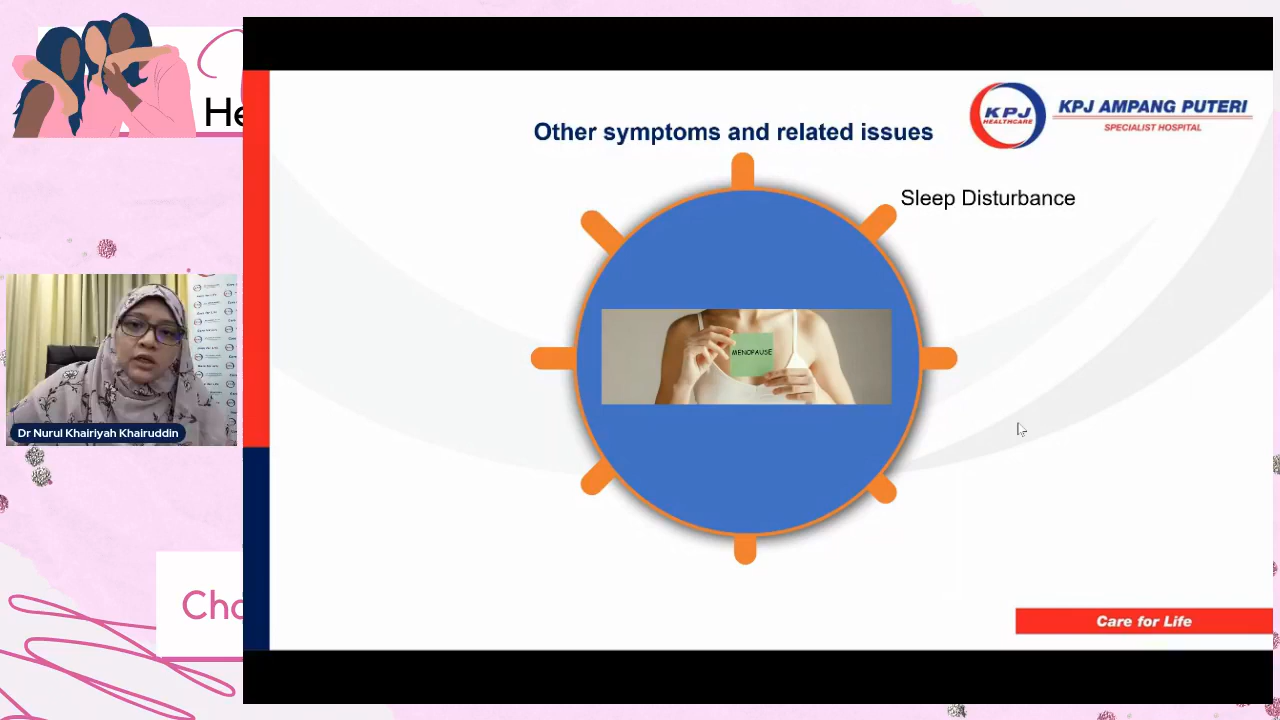 He
Other symptoms and related issues
KPJ
HEALTHCARE
KPJ AMPANG PUTERI
SPECIALIST HOSPITAL
Sleep Disturbance
MENOPAUSE
Dr Nurul Khairiyah Khairuddin
Cha
Care for Life